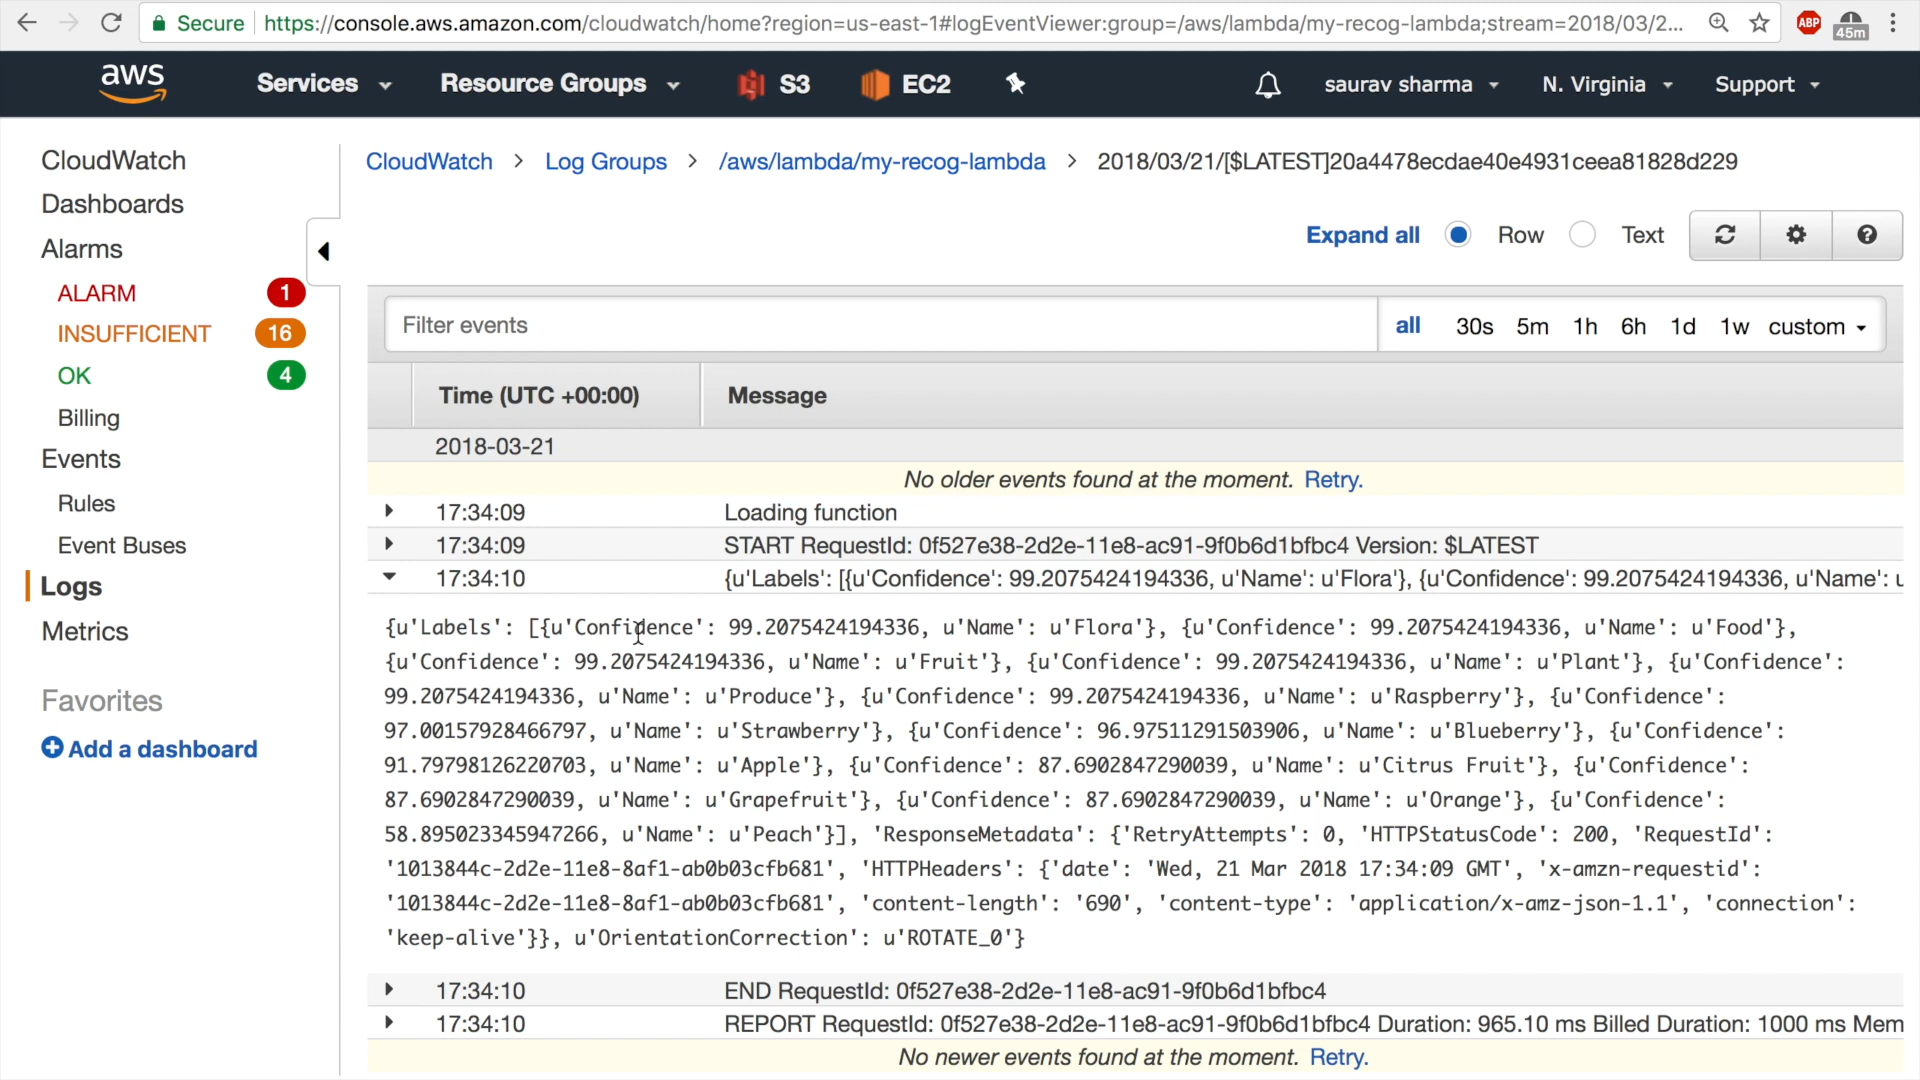 Secure https://console.aws.amazon.com/cloudwatch/home?region=us-east-1#logEventViewer:group=/aws/lambda/my-recog-lambda;stream=2018/03/2... ABP 45m
aws Services Resource Groups S3 EC2 saurav sharma N. Virginia Support
CloudWatch
Dashboards
Alarms
ALARM 1
INSUFFICIENT 16
OK 4
Billing
Events
Rules
Event Buses
Logs
Metrics
Favorites
Add a dashboard
CloudWatch > Log Groups > /aws/lambda/my-recog-lambda > 2018/03/21/[$LATEST]20a4478ecdae40e4931ceea81828d229
Expand all Row Text
Filter events all 30s 5m 1h 6h 1d 1w custom
Time (UTC +00:00) Message
2018-03-21
No older events found at the moment. Retry.
17:34:09 Loading function
17:34:09 START RequestId: 0f527e38-2d2e-11e8-ac91-9f0b6d1bfbc4 Version: $LATEST
17:34:10 {u'Labels': [{u'Confidence': 99.2075424194336, u'Name': u'Flora'}, {u'Confidence': 99.2075424194336, u'Name': u
{u'Labels': [{u'Confidence': 99.2075424194336, u'Name': u'Flora'}, {u'Confidence': 99.2075424194336, u'Name': u'Food'},
{u'Confidence': 99.2075424194336, u'Name': u'Fruit'}, {u'Confidence': 99.2075424194336, u'Name': u'Plant'}, {u'Confidence':
99.2075424194336, u'Name': u'Produce'}, {u'Confidence': 99.2075424194336, u'Name': u'Raspberry'}, {u'Confidence':
97.00157928466797, u'Name': u'Strawberry'}, {u'Confidence': 96.97511291503906, u'Name': u'Blueberry'}, {u'Confidence':
91.79798126220703, u'Name': u'Apple'}, {u'Confidence': 87.6902847290039, u'Name': u'Citrus Fruit'}, {u'Confidence':
87.6902847290039, u'Name': u'Grapefruit'}, {u'Confidence': 87.6902847290039, u'Name': u'Orange'}, {u'Confidence':
58.895023345947266, u'Name': u'Peach'}], 'ResponseMetadata': {'RetryAttempts': 0, 'HTTPStatusCode': 200, 'RequestId':
'1013844c-2d2e-11e8-8af1-ab0b03cfb681', 'HTTPHeaders': {'date': 'Wed, 21 Mar 2018 17:34:09 GMT', 'x-amzn-requestid':
'1013844c-2d2e-11e8-8af1-ab0b03cfb681', 'content-length': '690', 'content-type': 'application/x-amz-json-1.1', 'connection':
'keep-alive'}}, u'OrientationCorrection': u'ROTATE_0'}
17:34:10 END RequestId: 0f527e38-2d2e-11e8-ac91-9f0b6d1bfbc4
17:34:10 REPORT RequestId: 0f527e38-2d2e-11e8-ac91-9f0b6d1bfbc4 Duration: 965.10 ms Billed Duration: 1000 ms Mem
No newer events found at the moment. Retry.